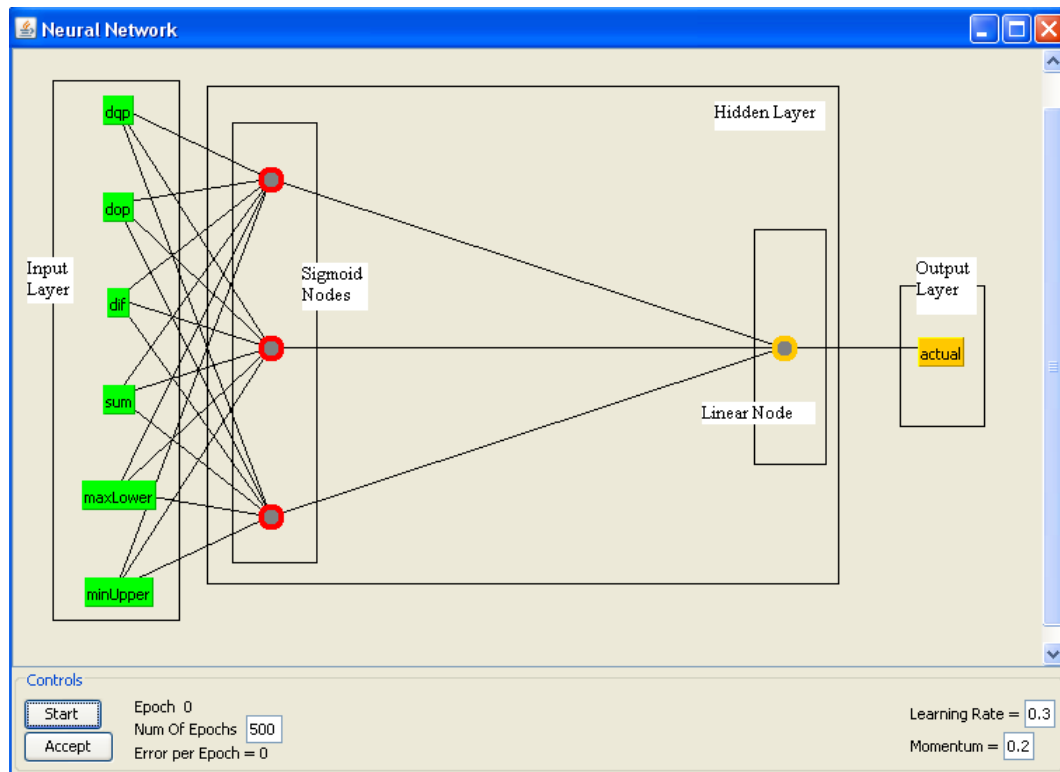 Neural Network
dqp
Hidden Layer
dop
Input
Layer
Sigmoid
Nodes
Output
Layer
dif
actual
sum
Linear Node
maxLower
minUpper
Controls
Start
Accept
Epoch 0
Num Of Epochs 500
Error per Epoch = 0
Learning Rate = 0.3
Momentum = 0.2